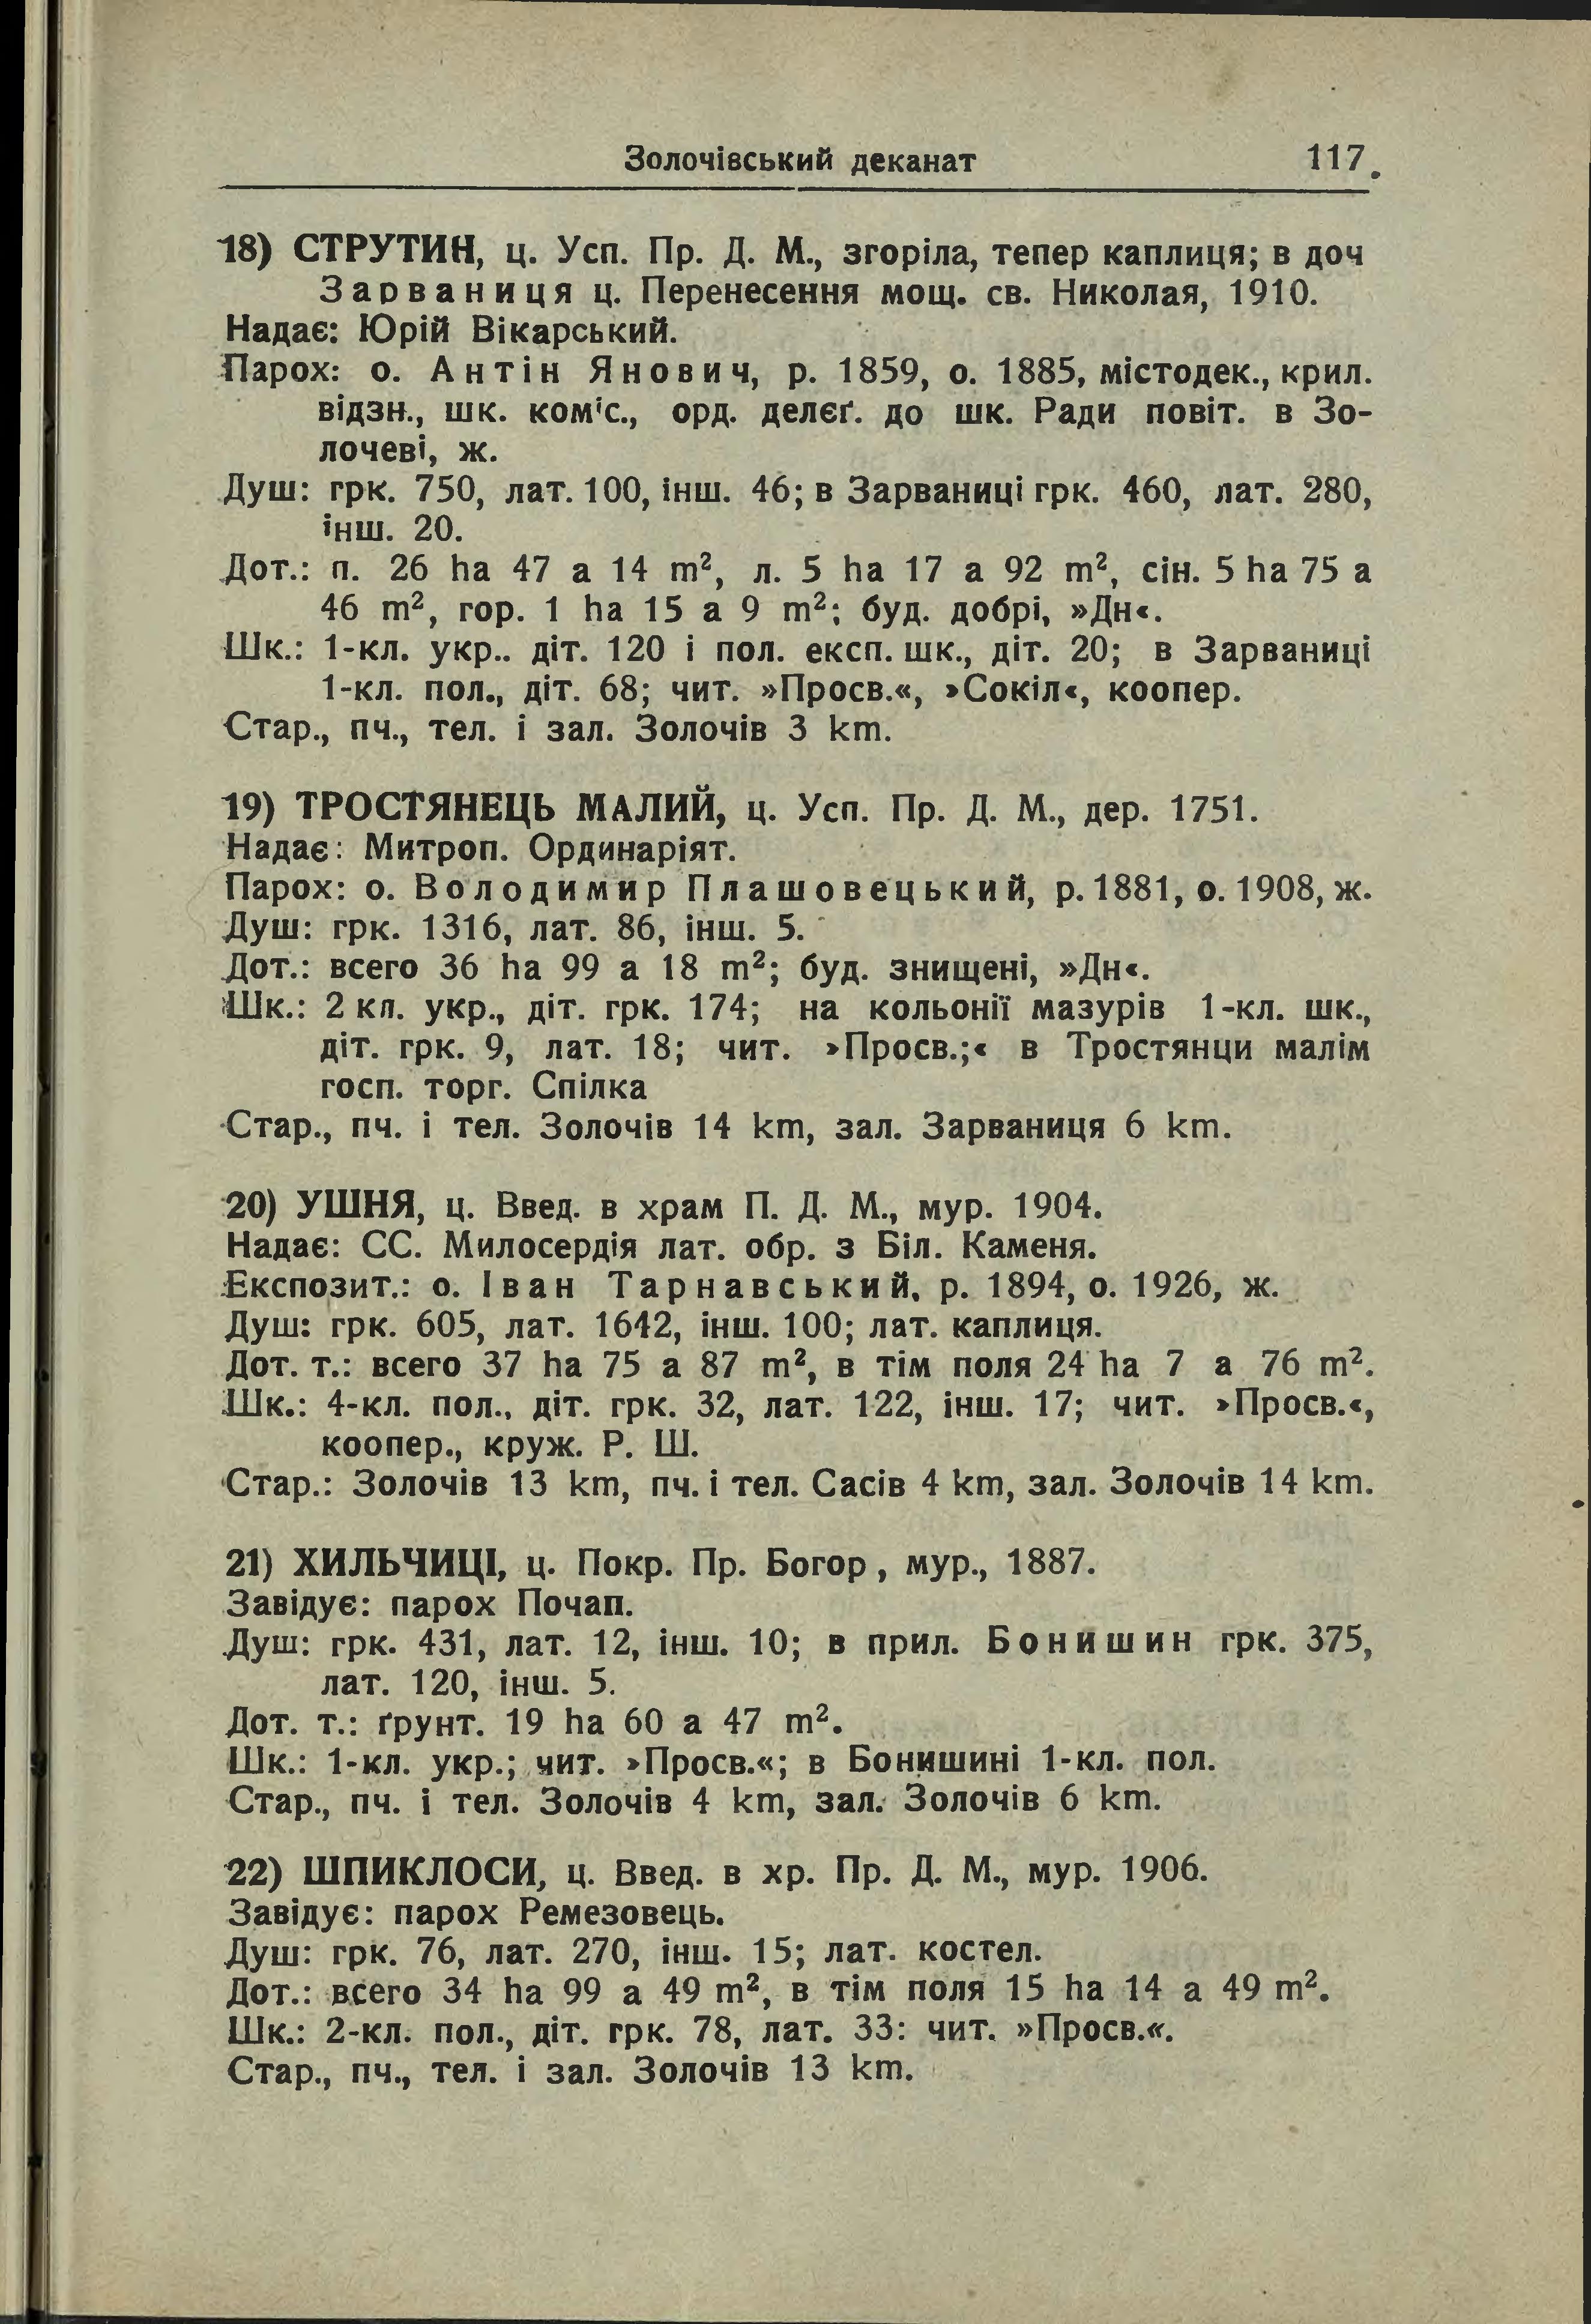 Золочівський деканат 117.
18) СТРУТИН, ц. Усп. Пр. Д. М., згоріла, тепер каплиця; в доч
Зарваниця ц. Перенесення мощ. св. Николая, 1910.
Надає: Юрій Вікарський.
Парох: о. Антін Янович, р. 1859, о. 1885, містодек., крил.
відзн., шк. коміс., орд. делєґ. до шк. Ради повіт. в Зо-
лочеві, ж.
Душ: грк. 750, лат. 100, інш. 46; в Зарваниці грк. 460, лат. 280,
інш. 20.
Дот.: п. 26 ha 47 a 14 m², л. 5 ha 17 a 92 m², сін. 5 ha 75 a
46 m², гор. 1 ha 15 a 9 m²; буд. добрі, »Дн«.
Шк.: 1-кл. укр.. діт. 120 і пол. експ. шк., діт. 20; в Зарваниці
1-кл. пол., діт. 68; чит. »Просв.«, »Сокіл«, коопер.
Стар., пч., тел. і зал. Золочів 3 km.
19) ТРОСТЯНЕЦЬ МАЛИЙ, ц. Усп. Пр. Д. М., дер. 1751.
Надає: Митроп. Ординаріят.
Парох: о. Володимир Плашовецький, р. 1881, о. 1908, ж.
Душ: грк. 1316, лат. 86, інш. 5.
Дот.: всего 36 ha 99 a 18 m²; буд. знищені, »Дн«.
Шк.: 2 кл. укр., діт. грк. 174; на кольонії мазурів 1-кл. шк.,
діт. грк. 9, лат. 18; чит. »Просв.;« в Тростянци малім
госп. торг. Спілка
Стар., пч. і тел. Золочів 14 km, зал. Зарваниця 6 km.
20) УШНЯ, ц. Введ. в храм П. Д. М., мур. 1904.
Надає: СС. Милосердія лат. обр. з Біл. Каменя.
Експозит.: о. Іван Тарнавський, р. 1894, о. 1926, ж.
Душ: грк. 605, лат. 1642, інш. 100; лат. каплиця.
Дот. т.: всего 37 ha 75 a 87 m², в тім поля 24 ha 7 a 76 m².
Шк.: 4-кл. пол., діт. грк. 32, лат. 122, інш. 17; чит. »Просв.«,
коопер., круж. Р. Ш.
Стар.: Золочів 13 km, пч. і тел. Сасів 4 km, зал. Золочів 14 km.
21) ХИЛЬЧИЦІ, ц. Покр. Пр. Богор, мур., 1887.
Завідує: парох Почап.
Душ: грк. 431, лат. 12, інш. 10; в прил. Бонишин грк. 375,
лат. 120, інш. 5.
Дот. т.: ґрунт. 19 ha 60 a 47 m².
Шк.: 1-кл. укр.; чит. »Просв.«; в Бонишині 1-кл. пол.
Стар., пч. і тел. Золочів 4 km, зал. Золочів 6 km.
22) ШПИКЛОСИ, ц. Введ. в хр. Пр. Д. М., мур. 1906.
Завідує: парох Ремезовець.
Душ: грк. 76, лат. 270, інш. 15; лат. костел.
Дот.: всего 34 ha 99 a 49 m², в тім поля 15 ha 14 a 49 m².
Шк.: 2-кл. пол., діт. грк. 78, лат. 33: чит. »Просв.«.
Стар., пч., тел. і зал. Золочів 13 km.